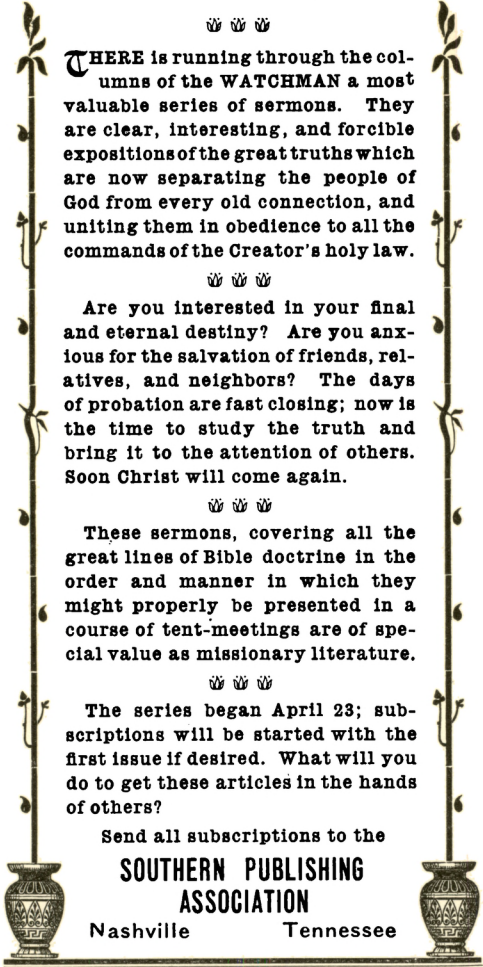 THERE is running through the col-
umns of the WATCHMAN a most
valuable series of sermons. They
are clear, interesting, and forcible
expositions of the great truths which
are now separating the people of
God from every old connection, and
uniting them in obedience to all the
commands of the Creator's holy law.
Are you interested in your final
and eternal destiny? Are you anx-
ious for the salvation of friends, rel-
atives, and neighbors? The days
of probation are fast closing; now is
the time to study the truth and
bring it to the attention of others.
Soon Christ will come again.
These sermons, covering all the
great lines of Bible doctrine in the
order and manner in which they
might properly be presented in a
course of tent-meetings are of spe-
cial value as missionary literature.
The series began April 23; sub-
scriptions will be started with the
first issue if desired. What will you
do to get these articles in the hands
of others?
Send all subscriptions to the
SOUTHERN PUBLISHING
ASSOCIATION
Nashville Tennessee